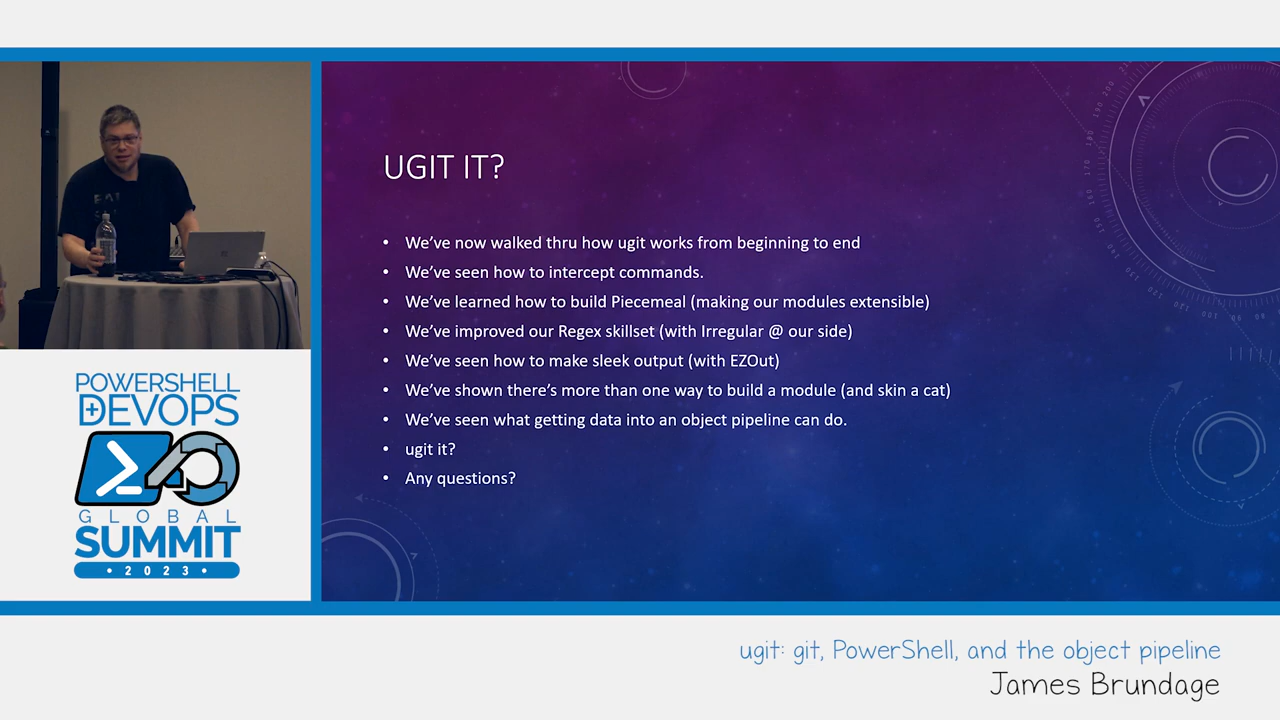 UGIT IT?
• We’ve now walked thru how ugit works from beginning to end
• We’ve seen how to intercept commands.
• We’ve learned how to build Piecemeal (making our modules extensible)
• We’ve improved our Regex skillset (with Irregular @ our side)
• We’ve seen how to make sleek output (with EZOut)
• We’ve shown there’s more than one way to build a module (and skin a cat)
• We’ve seen what getting data into an object pipeline can do.
• ugit it?
• Any questions?
POWERSHELL
+DEVOPS
GLOBAL
SUMMIT
• 2023 •
ugit: git, PowerShell, and the object pipeline
James Brundage